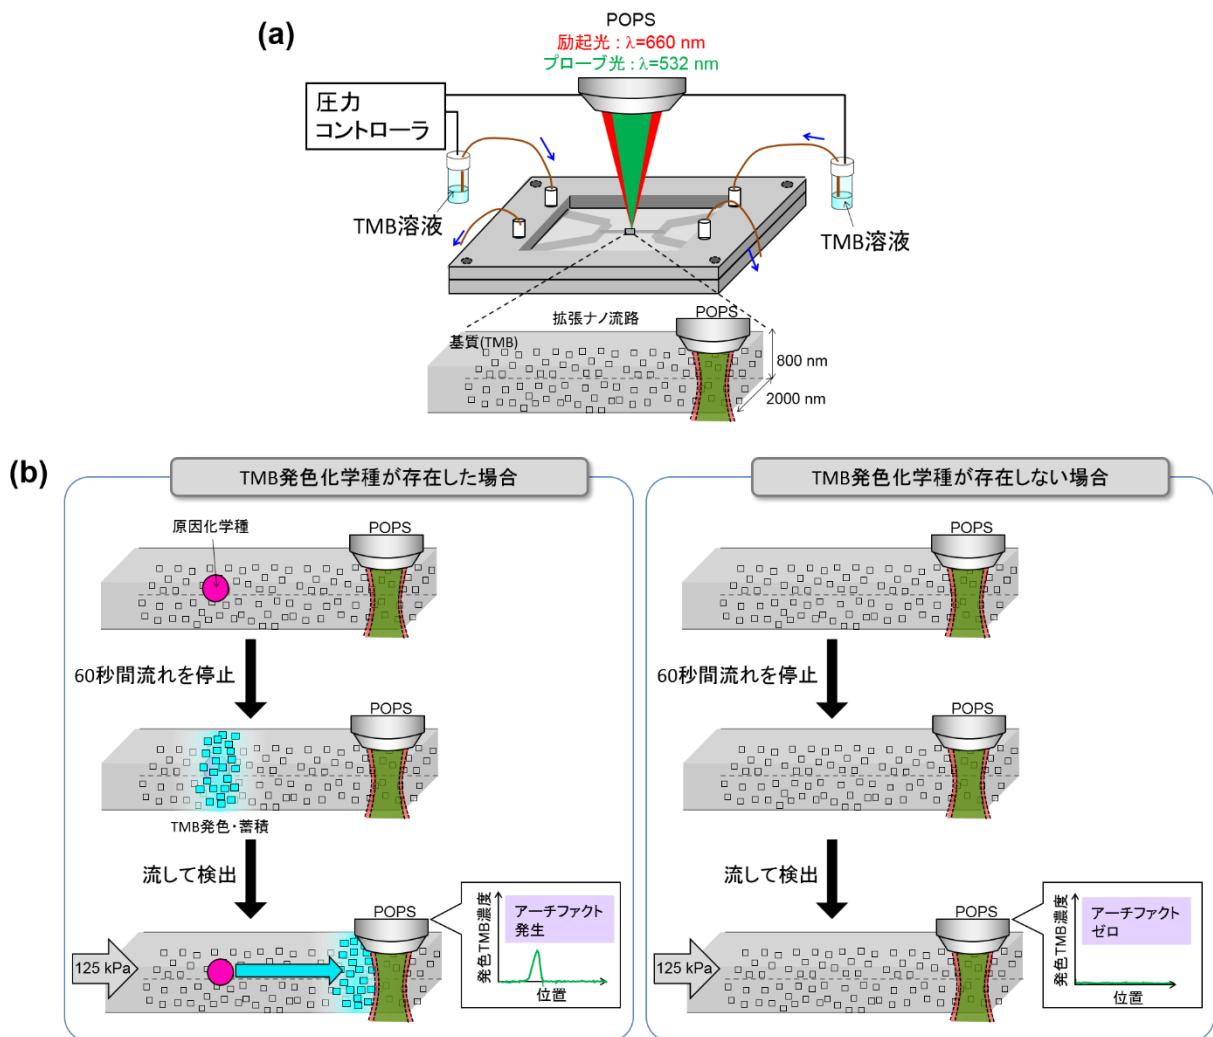 (a)
POPS
励起光 : λ=660 nm
プローブ光 : λ=532 nm
圧力
コントローラ
TMB溶液
TMB溶液
拡張ナノ流路
POPS
基質(TMB)
800 nm
2000 nm
(b)
TMB発色化学種が存在した場合
原因化学種
POPS
60秒間流れを停止
POPS
TMB発色・蓄積
流して検出
POPS
125 kPa
発色TMB濃度
アーチファクト
発生
位置
TMB発色化学種が存在しない場合
POPS
60秒間流れを停止
POPS
流して検出
POPS
125 kPa
発色TMB濃度
アーチファクト
ゼロ
位置